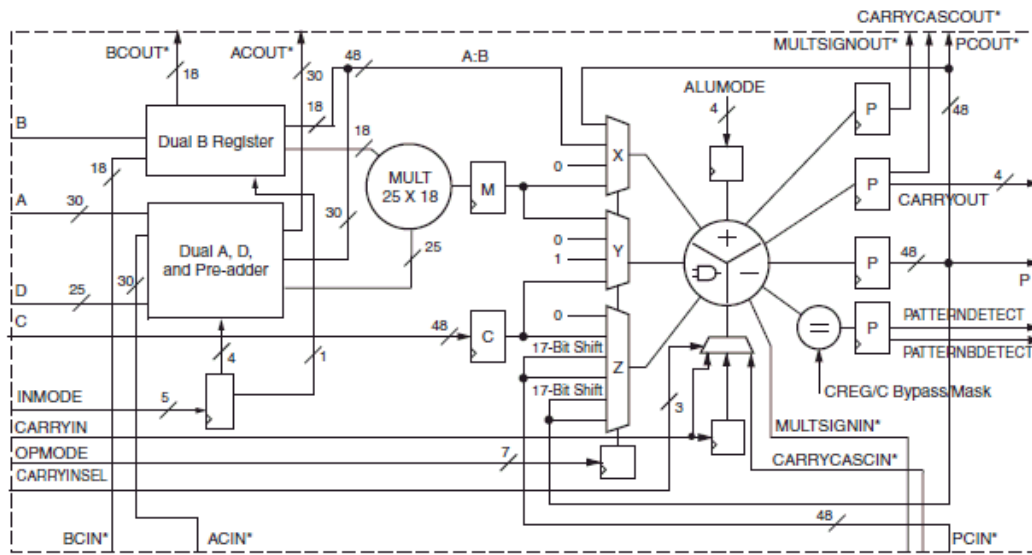 CARRYCASCOUT*
BCOUT*
ACOUT*
MULTSIGNOUT*
PCOUT*
48
A:B
18
30
ALUMODE
4
48
B
18
Dual B Register
18
18
X
0
P
MULT
25 X 18
M
A
30
30
P
4
CARRYOUT
Dual A, D,
and Pre-adder
0
1
Y
+
−
25
30
P
48
P
D
25
C
48
C
0
17-Bit Shift
Z
17-Bit Shift
=
P
PATTERNDETECT
PATTERNBDETECT
4
1
3
CREG/C Bypass/Mask
INMODE
5
CARRYIN
MULTSIGNIN*
OPMODE
7
CARRYINSEL
CARRYCASCIN*
48
BCIN*
ACIN*
PCIN*